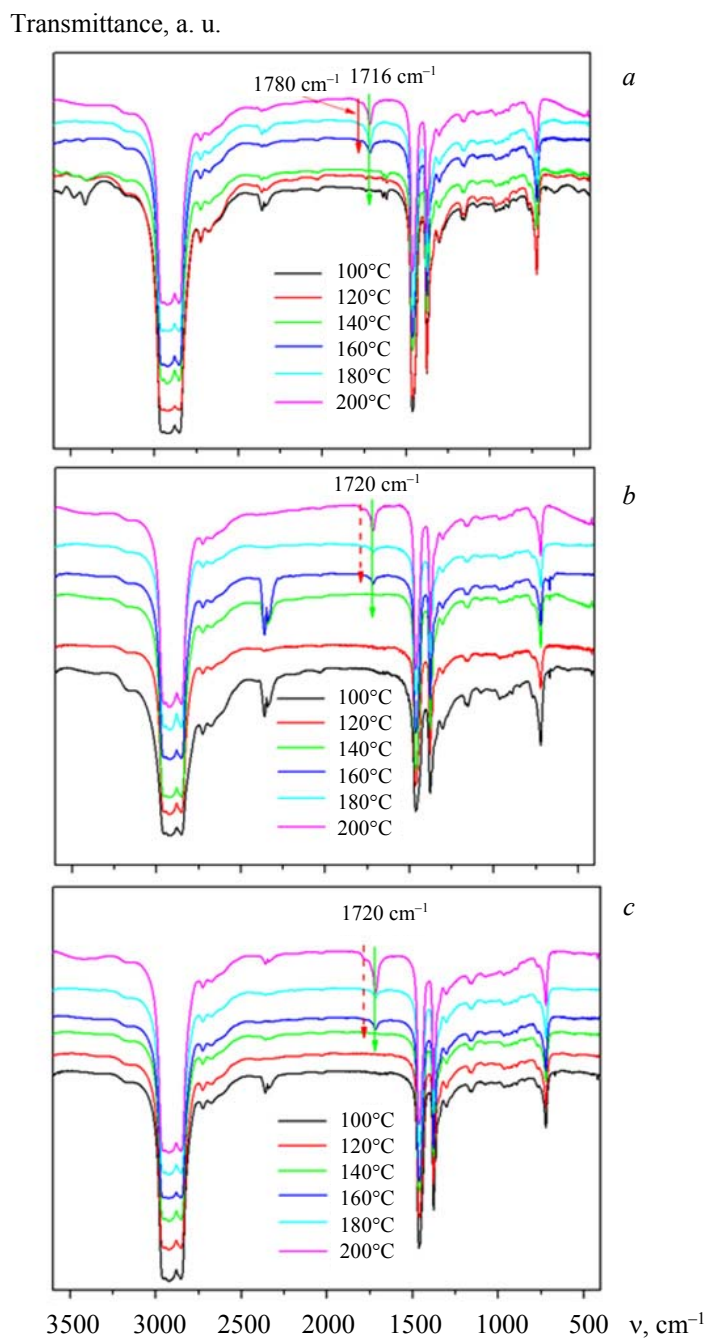 Transmittance, a. u.
a
1780 cm⁻¹
1716 cm⁻¹
100°C
120°C
140°C
160°C
180°C
200°C
b
1720 cm⁻¹
100°C
120°C
140°C
160°C
180°C
200°C
c
1720 cm⁻¹
100°C
120°C
140°C
160°C
180°C
200°C
3500 3000 2500 2000 1500 1000 500 ν, cm⁻¹